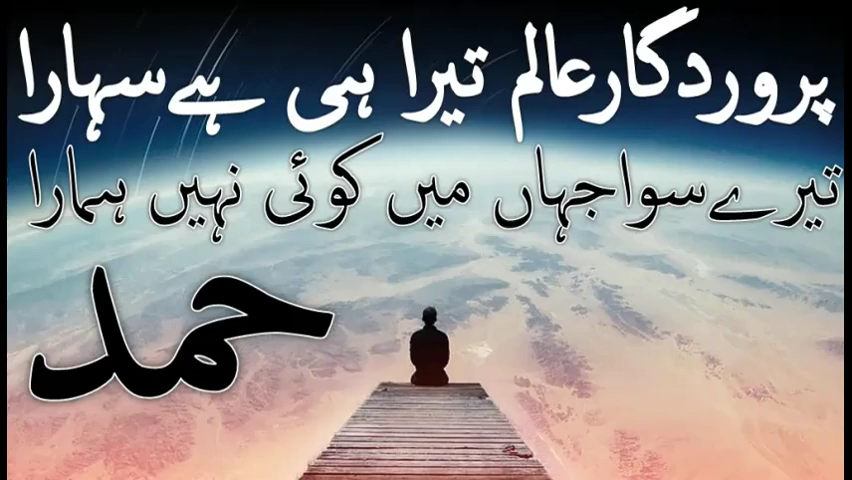 پروردگار عالم تیرا ہی ہے سہارا
تیرے سوا جہاں میں کوئی نہیں ہمارا
حمد